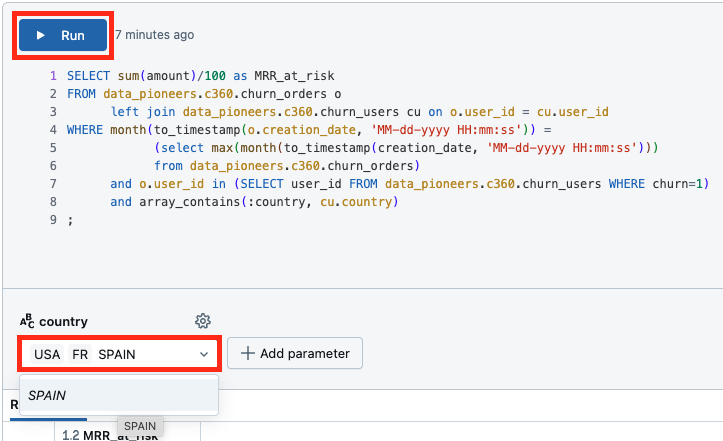 Run 7 minutes ago
1 SELECT sum(amount)/100 as MRR_at_risk
2 FROM data_pioneers.c360.churn_orders o
3 left join data_pioneers.c360.churn_users cu on o.user_id = cu.user_id
4 WHERE month(to_timestamp(o.creation_date, 'MM-dd-yyyy HH:mm:ss')) =
5 (select max(month(to_timestamp(creation_date, 'MM-dd-yyyy HH:mm:ss')))
6 from data_pioneers.c360.churn_orders)
7 and o.user_id in (SELECT user_id FROM data_pioneers.c360.churn_users WHERE churn=1)
8 and array_contains(:country, cu.country)
9 ;
ABC country
USA FR SPAIN
Add parameter
SPAIN
SPAIN
1.2 MRR_at_risk